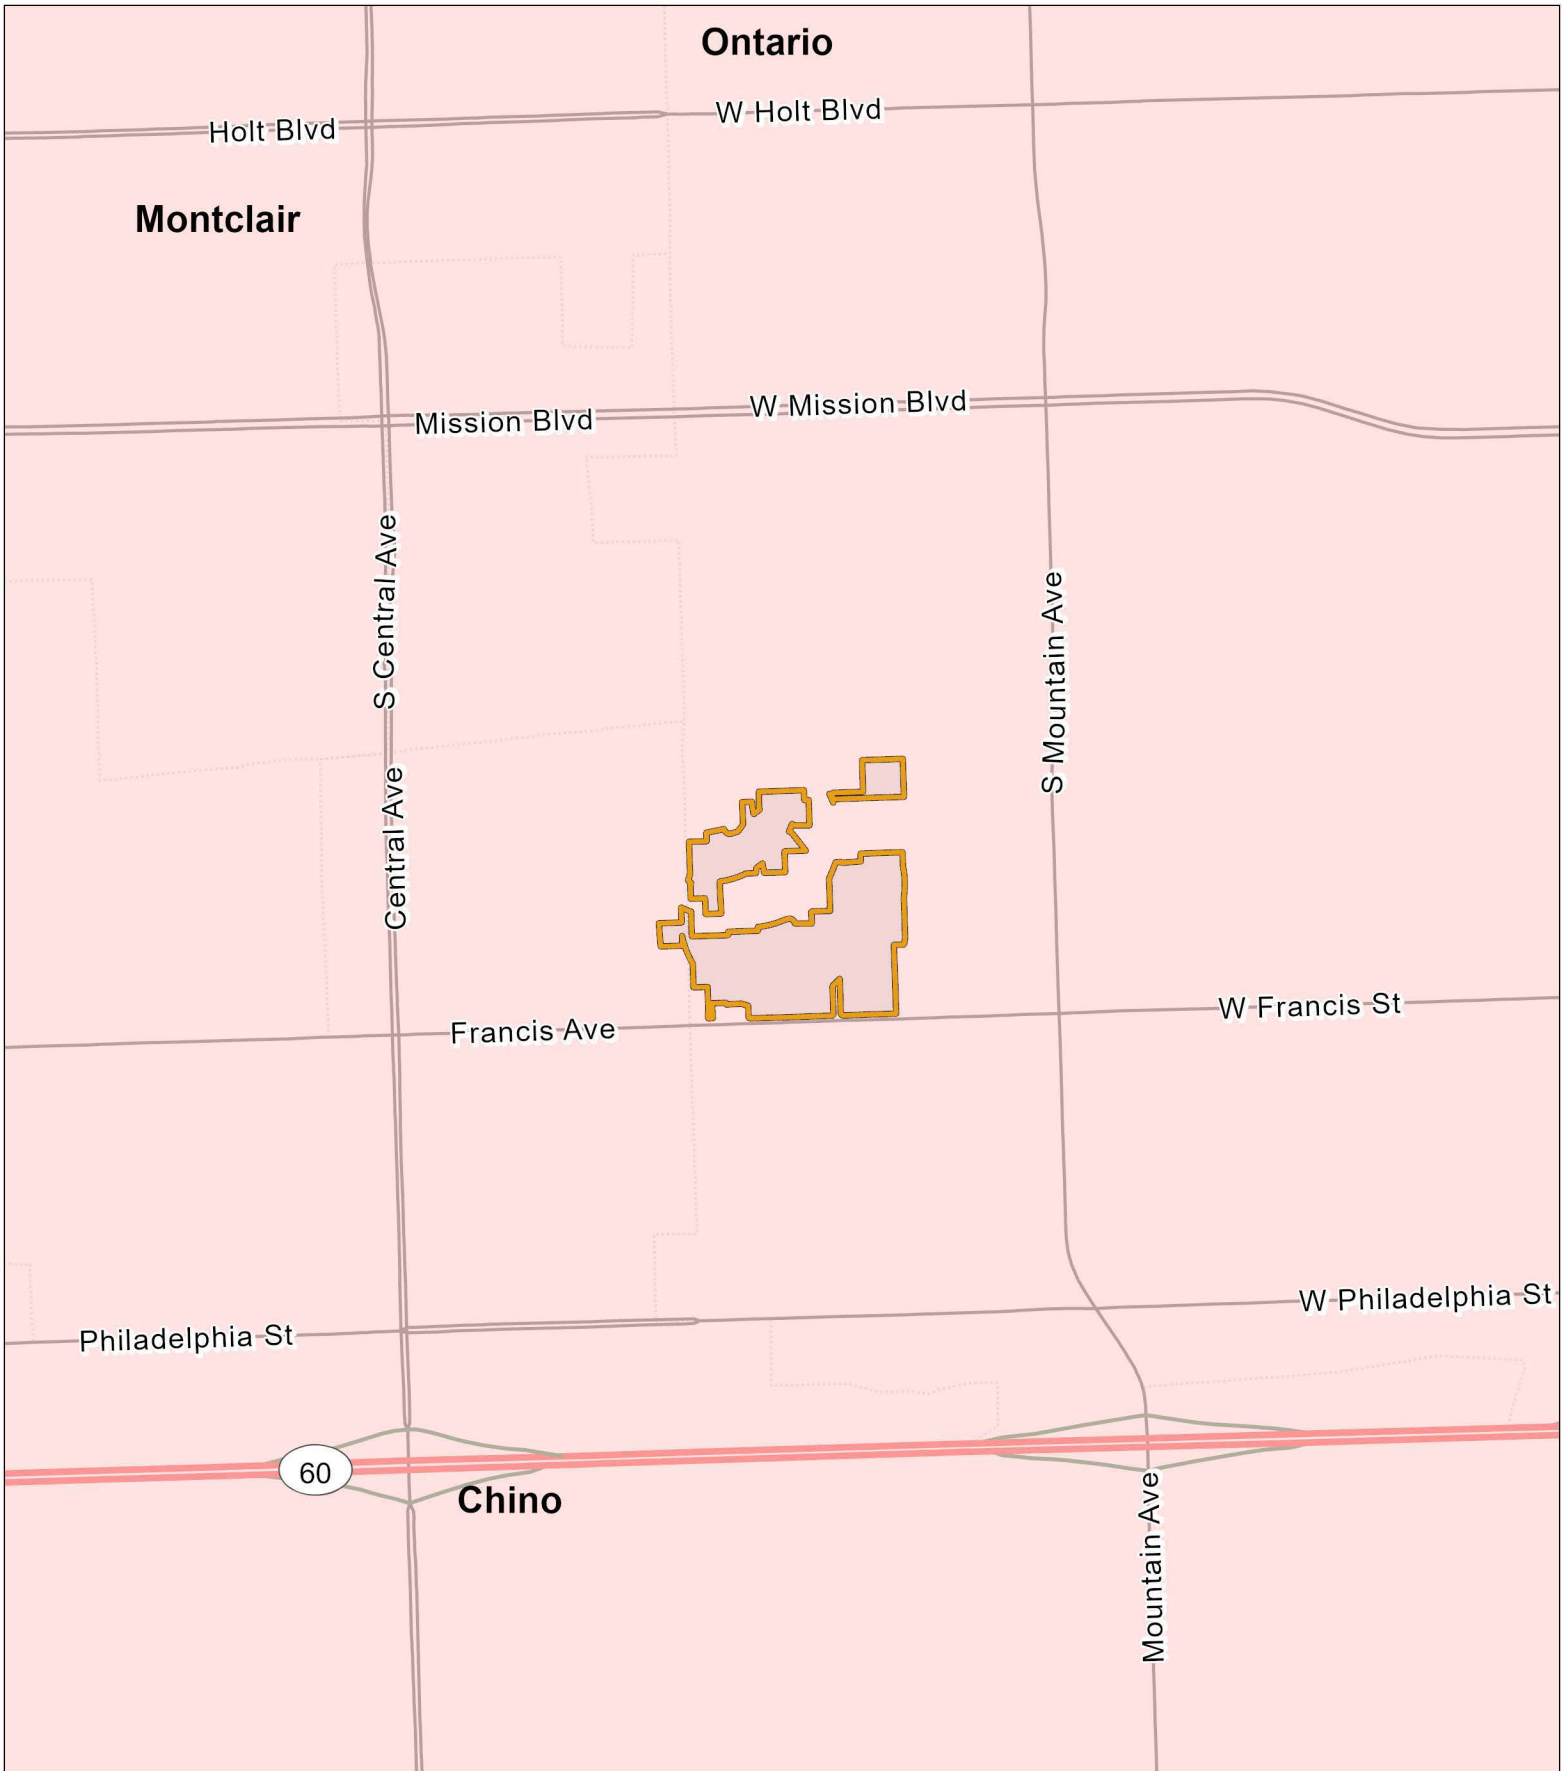 Ontario
W Holt Blvd
Holt Blvd
Montclair
W Mission Blvd
Mission Blvd
S Central Ave
S Mountain Ave
Central Ave
W Francis St
Francis Ave
W Philadelphia St
Philadelphia St
60
Chino
Mountain Ave